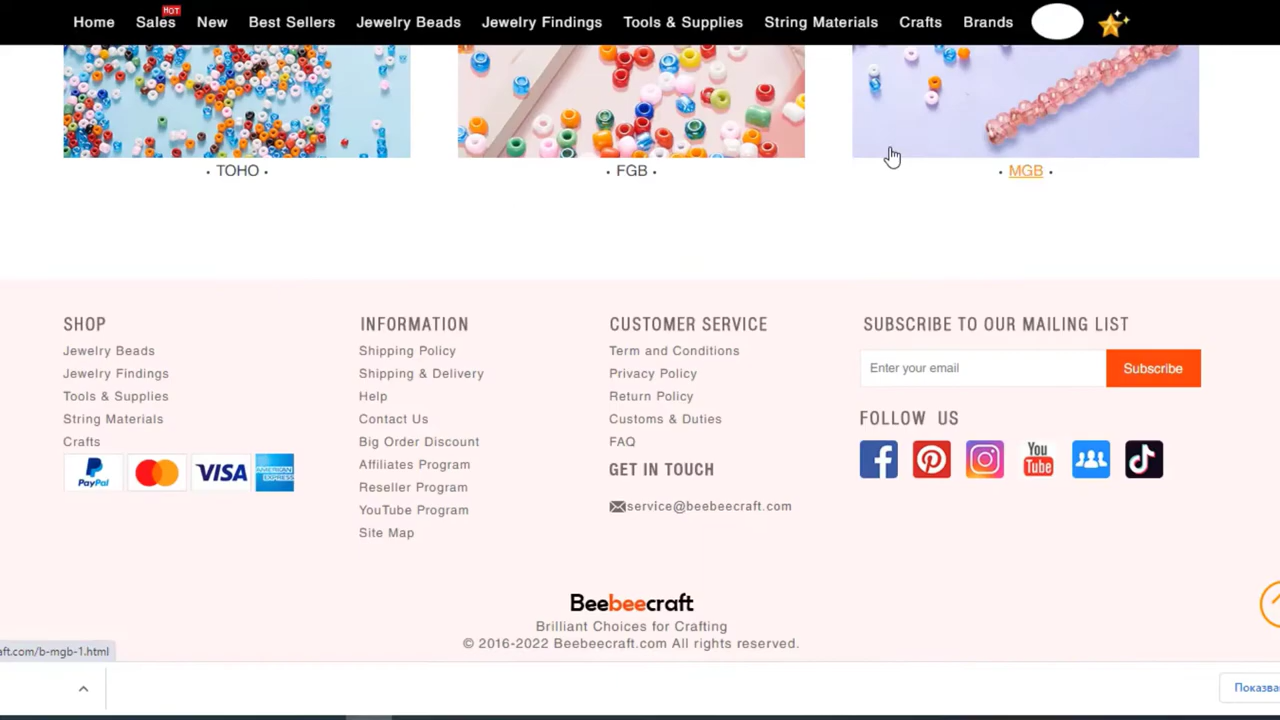 HOT
Home Sales New Best Sellers Jewelry Beads Jewelry Findings Tools & Supplies String Materials Crafts Brands
• TOHO • • FGB • • MGB •
SHOP
Jewelry Beads
Jewelry Findings
Tools & Supplies
String Materials
Crafts
PayPal VISA AMERICAN EXPRESS
INFORMATION
Shipping Policy
Shipping & Delivery
Help
Contact Us
Big Order Discount
Affiliates Program
Reseller Program
YouTube Program
Site Map
CUSTOMER SERVICE
Term and Conditions
Privacy Policy
Return Policy
Customs & Duties
FAQ
GET IN TOUCH
service@beebeecraft.com
SUBSCRIBE TO OUR MAILING LIST
Enter your email Subscribe
FOLLOW US
You Tube
Beebeecraft
Brilliant Choices for Crafting
© 2016-2022 Beebeecraft.com All rights reserved.
aft.com/b-mgb-1.html
Показва